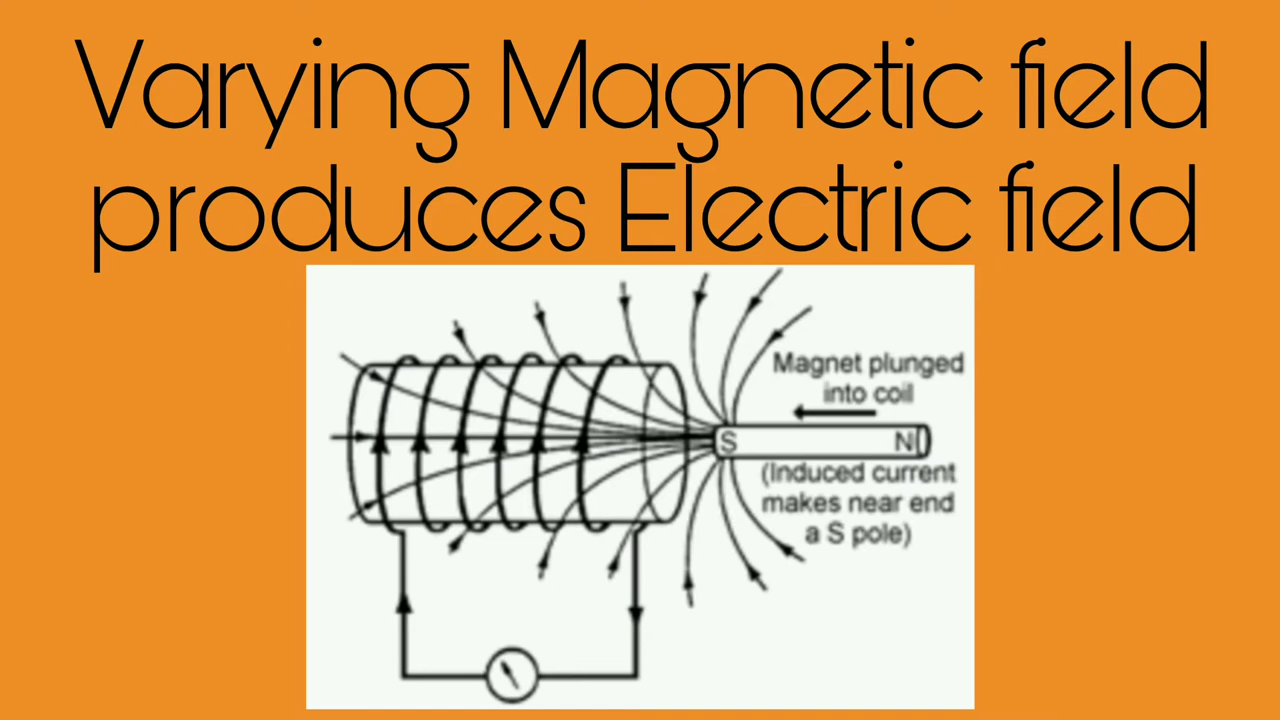 Varying Magnetic field
produces Electric field
Magnet plunged
into coil
S
N
(Induced current
makes near end
a S pole)